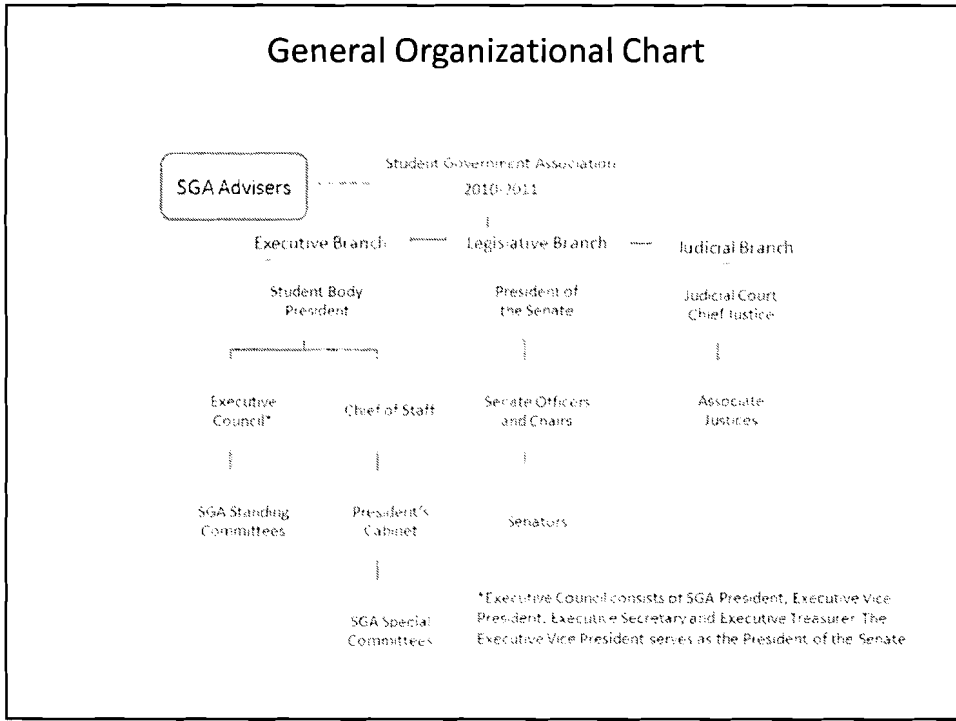 General Organizational Chart
SGA Advisers
Student Government Association
2010-2011
Executive Branch
Legislative Branch
Judicial Branch
Student Body
President
President of
the Senate
Judicial Court
Chief Justice
Executive
Council*
Chief of Staff
Senate Officers
and Chairs
Associate
Justices
SGA Standing
Committees
President's
Cabinet
Senators
SGA Special
Committees
*Executive Council consists of SGA President, Executive Vice
President, Executive Secretary and Executive Treasurer. The
Executive Vice President serves as the President of the Senate